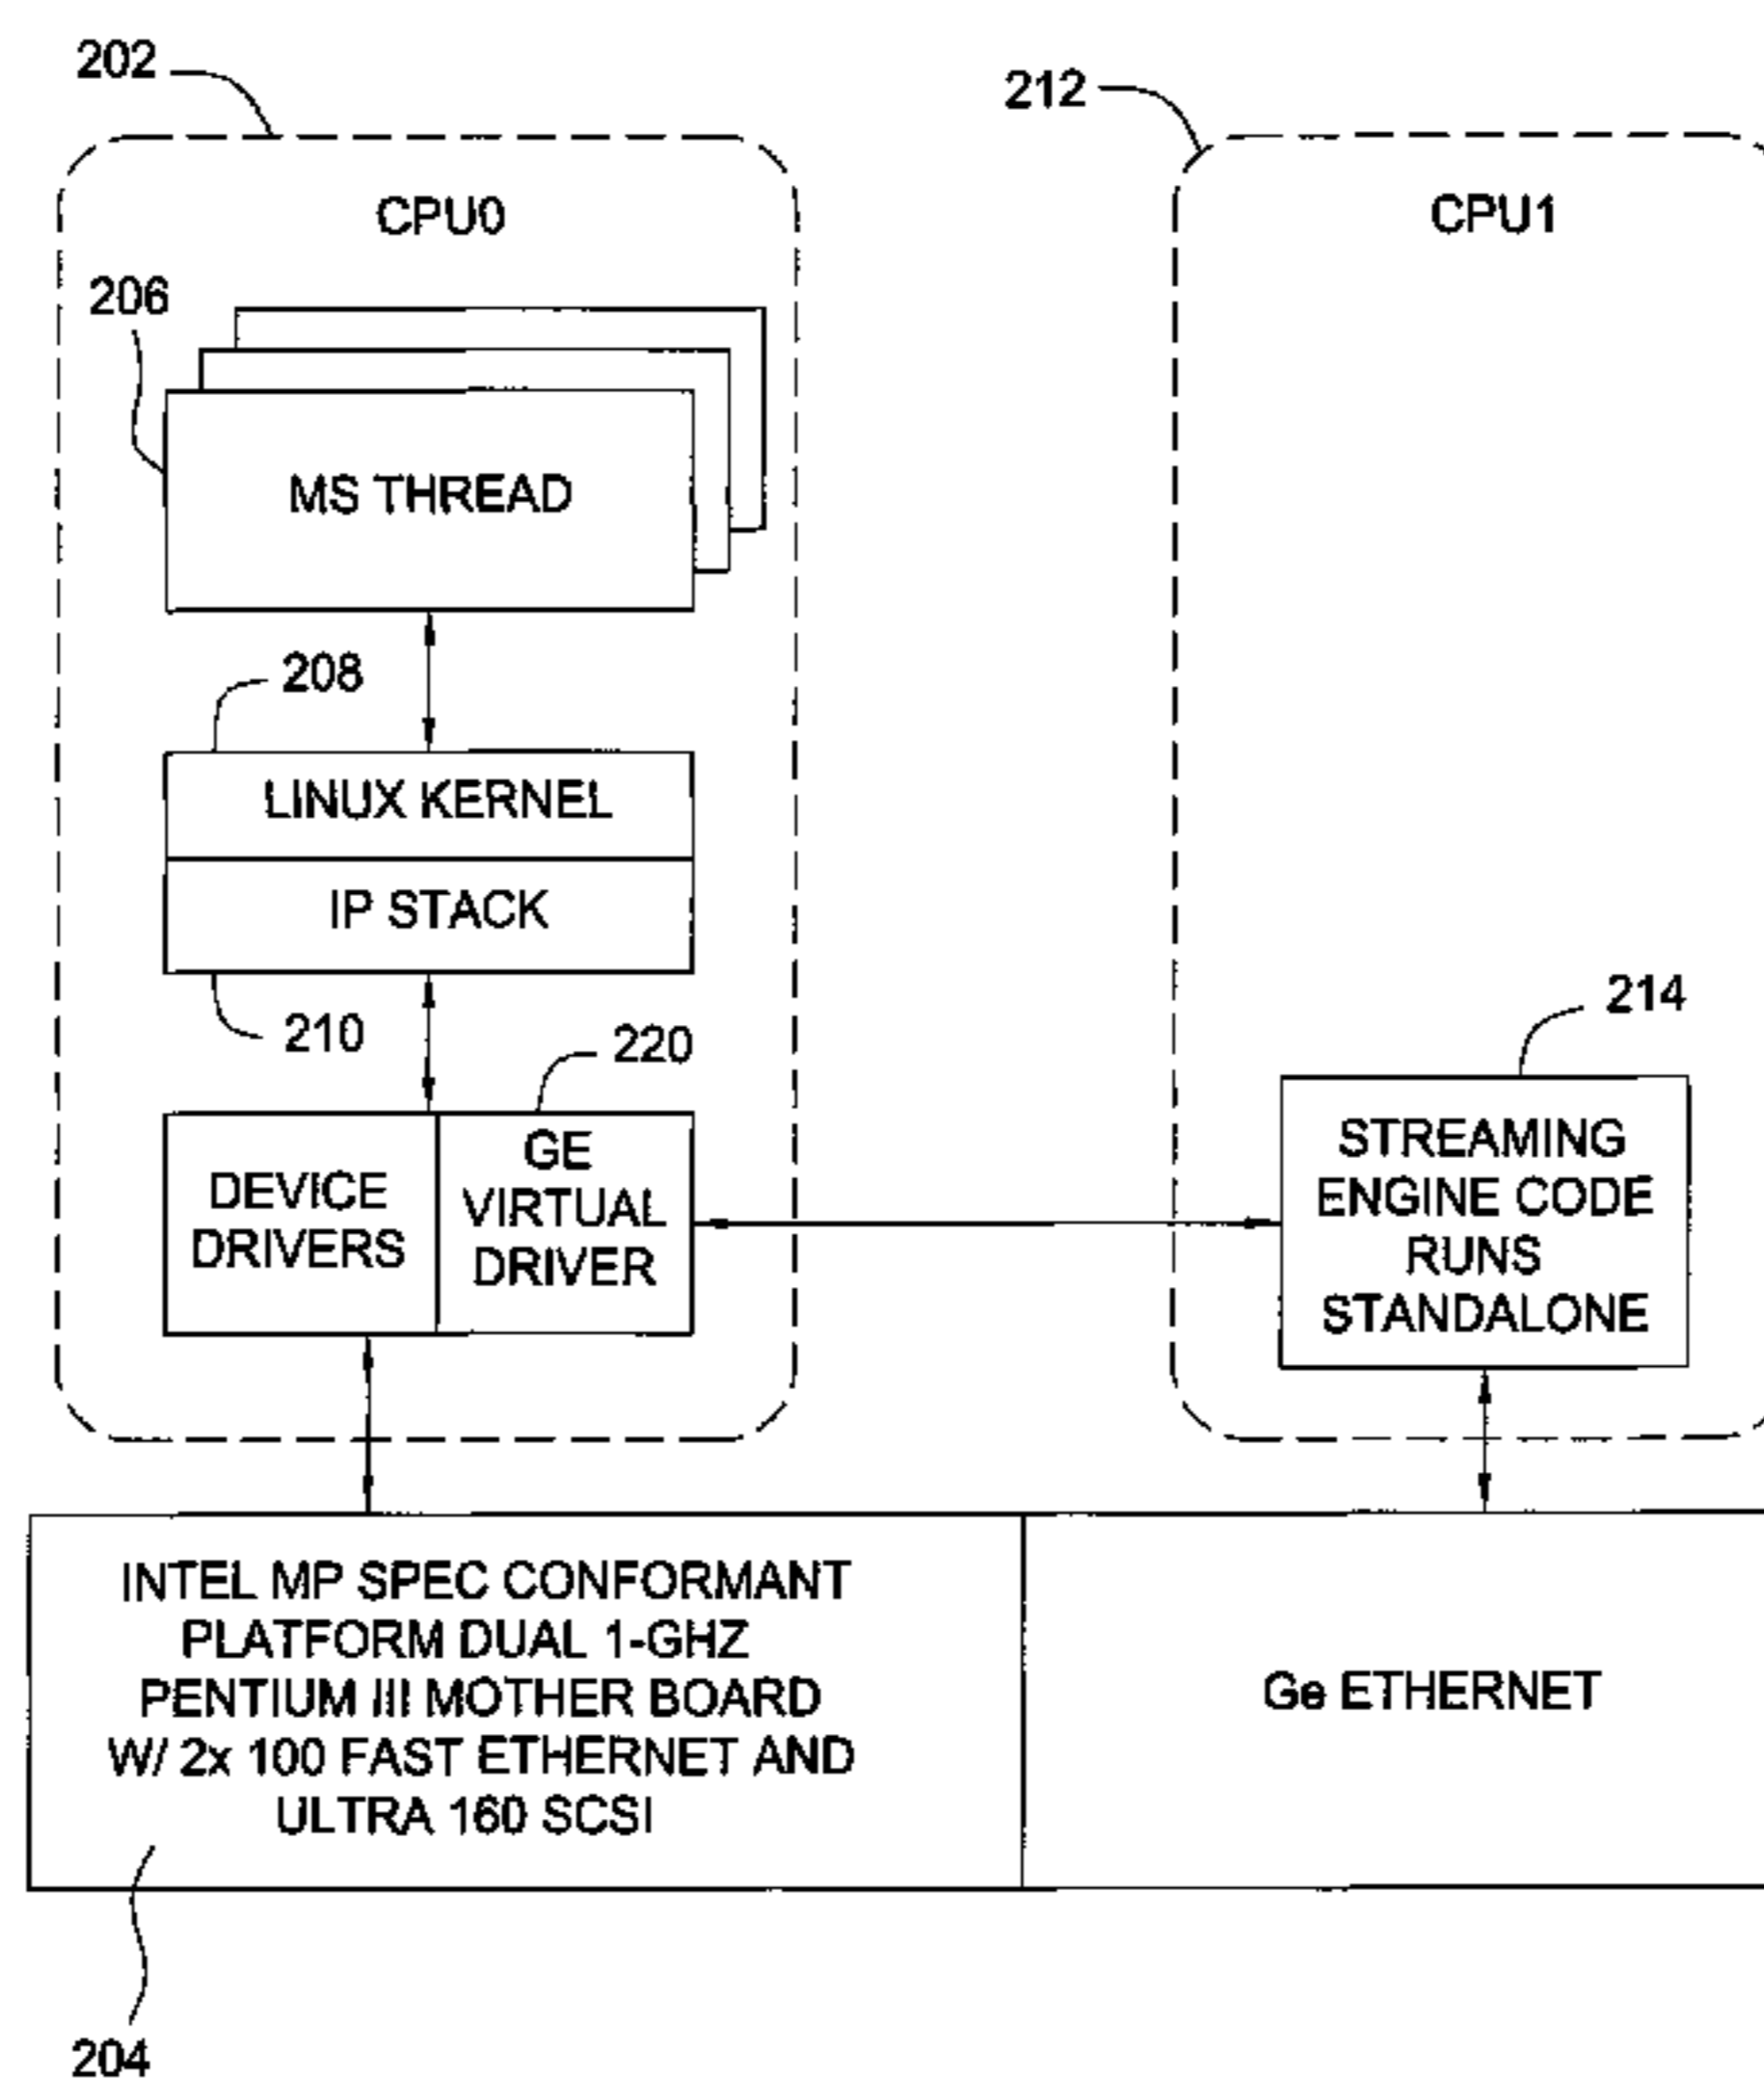 202
212
CPU0
CPU1
206
MS THREAD
208
LINUX KERNEL
IP STACK
210
220
214
DEVICE
DRIVERS
GE
VIRTUAL
DRIVER
STREAMING
ENGINE CODE
RUNS
STANDALONE
INTEL MP SPEC CONFORMANT
PLATFORM DUAL 1-GHZ
PENTIUM III MOTHER BOARD
W/ 2x 100 FAST ETHERNET AND
ULTRA 160 SCSI
Ge ETHERNET
204